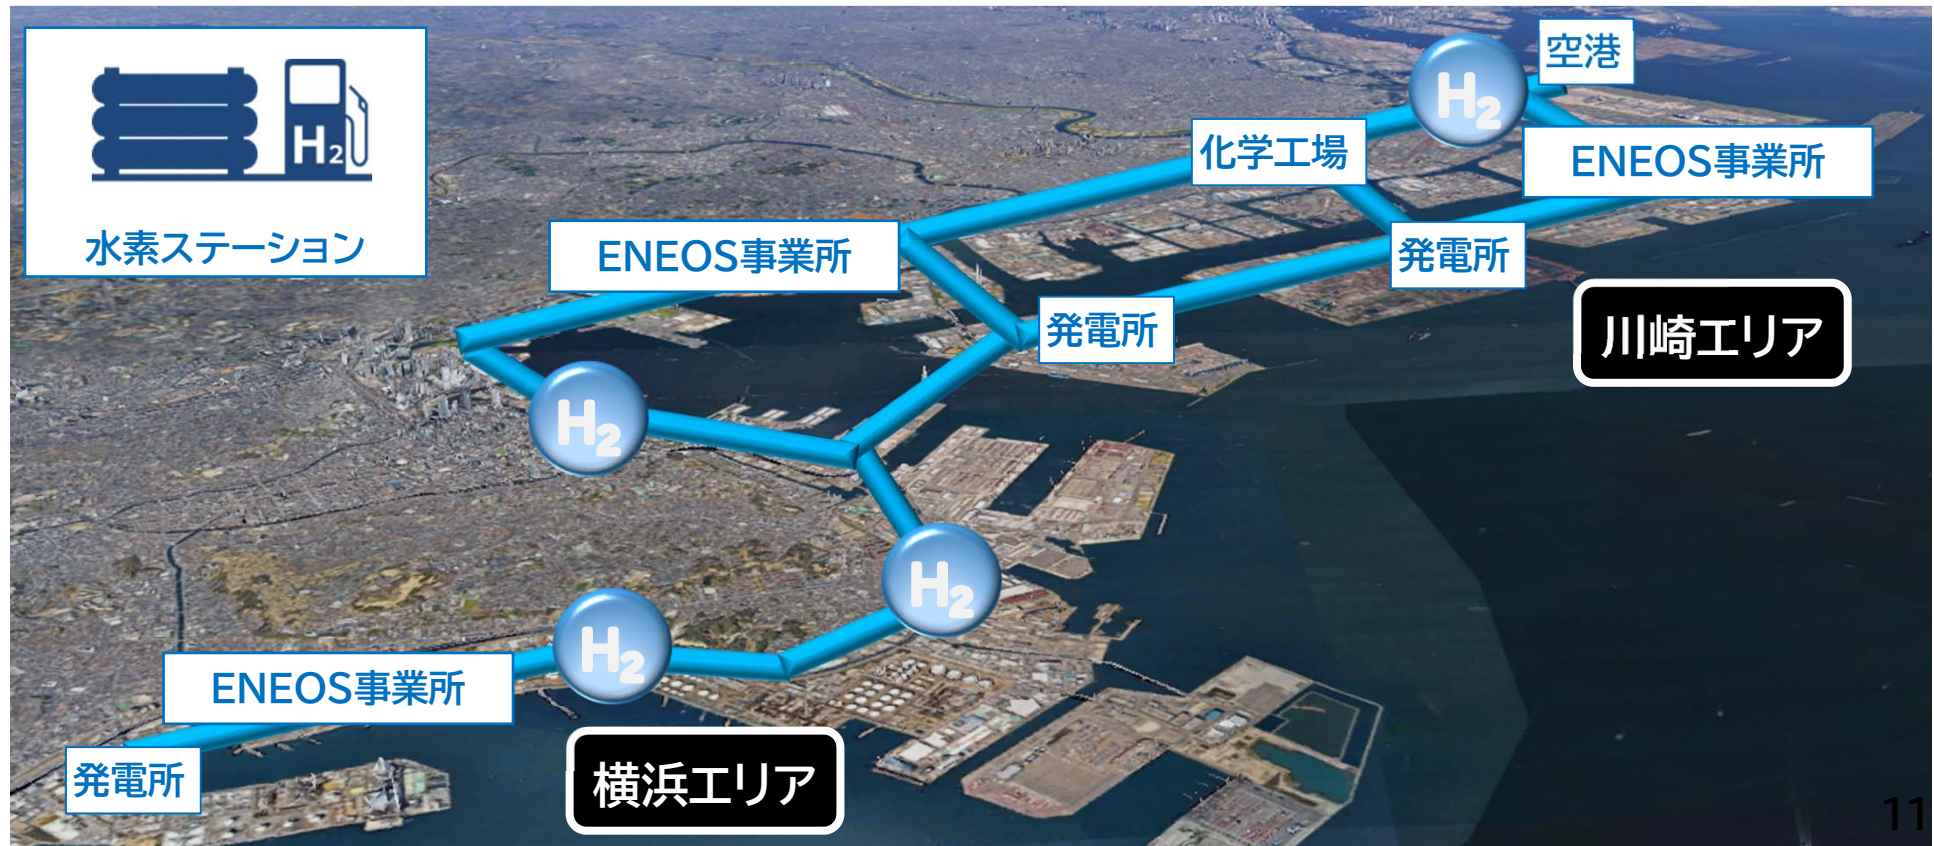 H2
水素ステーション
空港
H2
化学工場
ENEOS事業所
ENEOS事業所
発電所
発電所
川崎エリア
H2
H2
H2
ENEOS事業所
発電所
横浜エリア
11